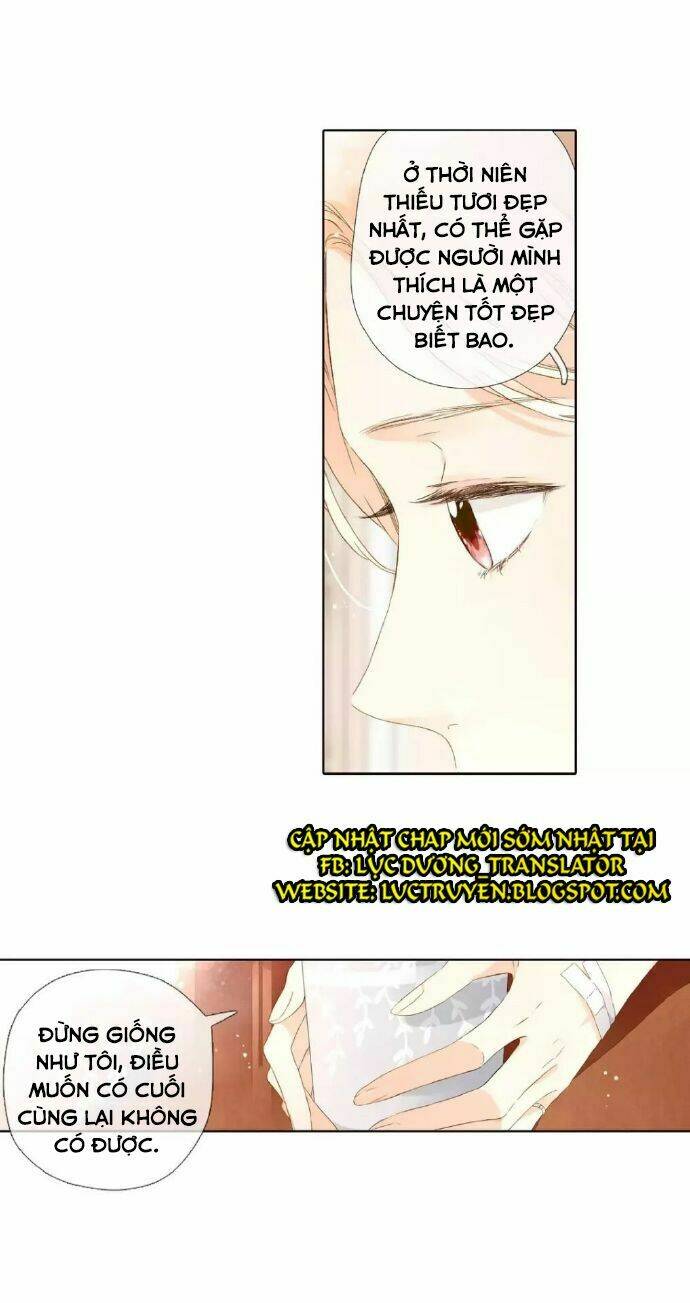 Ở THỜI NIÊN
THIẾU TƯƠI ĐẸP
NHẤT, CÓ THỂ GẶP
ĐƯỢC NGƯỜI MÌNH
THÍCH LÀ MỘT
CHUYỆN TỐT ĐẸP
BIẾT BAO.
CẬP NHẬT CHAP MỚI SỚM NHẤT TẠI
FB: LỤC DƯƠNG_TRANSLATOR
WEBSITE: LUCTRUYEN.BLOGSPOT.COM
ĐỪNG GIỐNG
NHƯ TÔI, ĐIỀU
MUỐN CÓ CUỐI
CÙNG LẠI KHÔNG
CÓ ĐƯỢC.